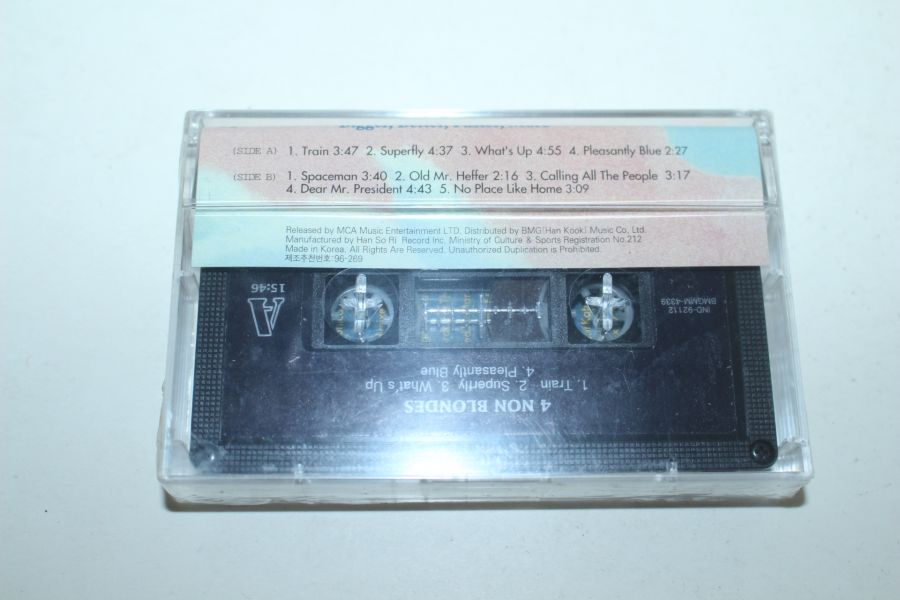 (SIDE A) 1. Train 3:47 2. Superfly 4:37 3. What's Up 4:55 4. Pleasantly Blue 2:27
(SIDE B) 1. Spaceman 3:40 2. Old Mr. Heffer 2:16 3. Calling All The People 3:17
4. Dear Mr. President 4:43 5. No Place Like Home 3:09
Released by MCA Music Entertainment LTD. Distributed by BMG(Han Kook) Music Co., Ltd.
Manufactured by Han So Ri Record Inc. Ministry of Culture & Sports Registration No.212
Made in Korea. All Rights Are Reserved. Unauthorized Duplication is Prohibited.
제조추천번호:96-269
A
15:46
IND-92112
BMGMM-4339
4 NON BLONDES
1. Train 2. Superfly 3. What's Up
4. Pleasantly Blue